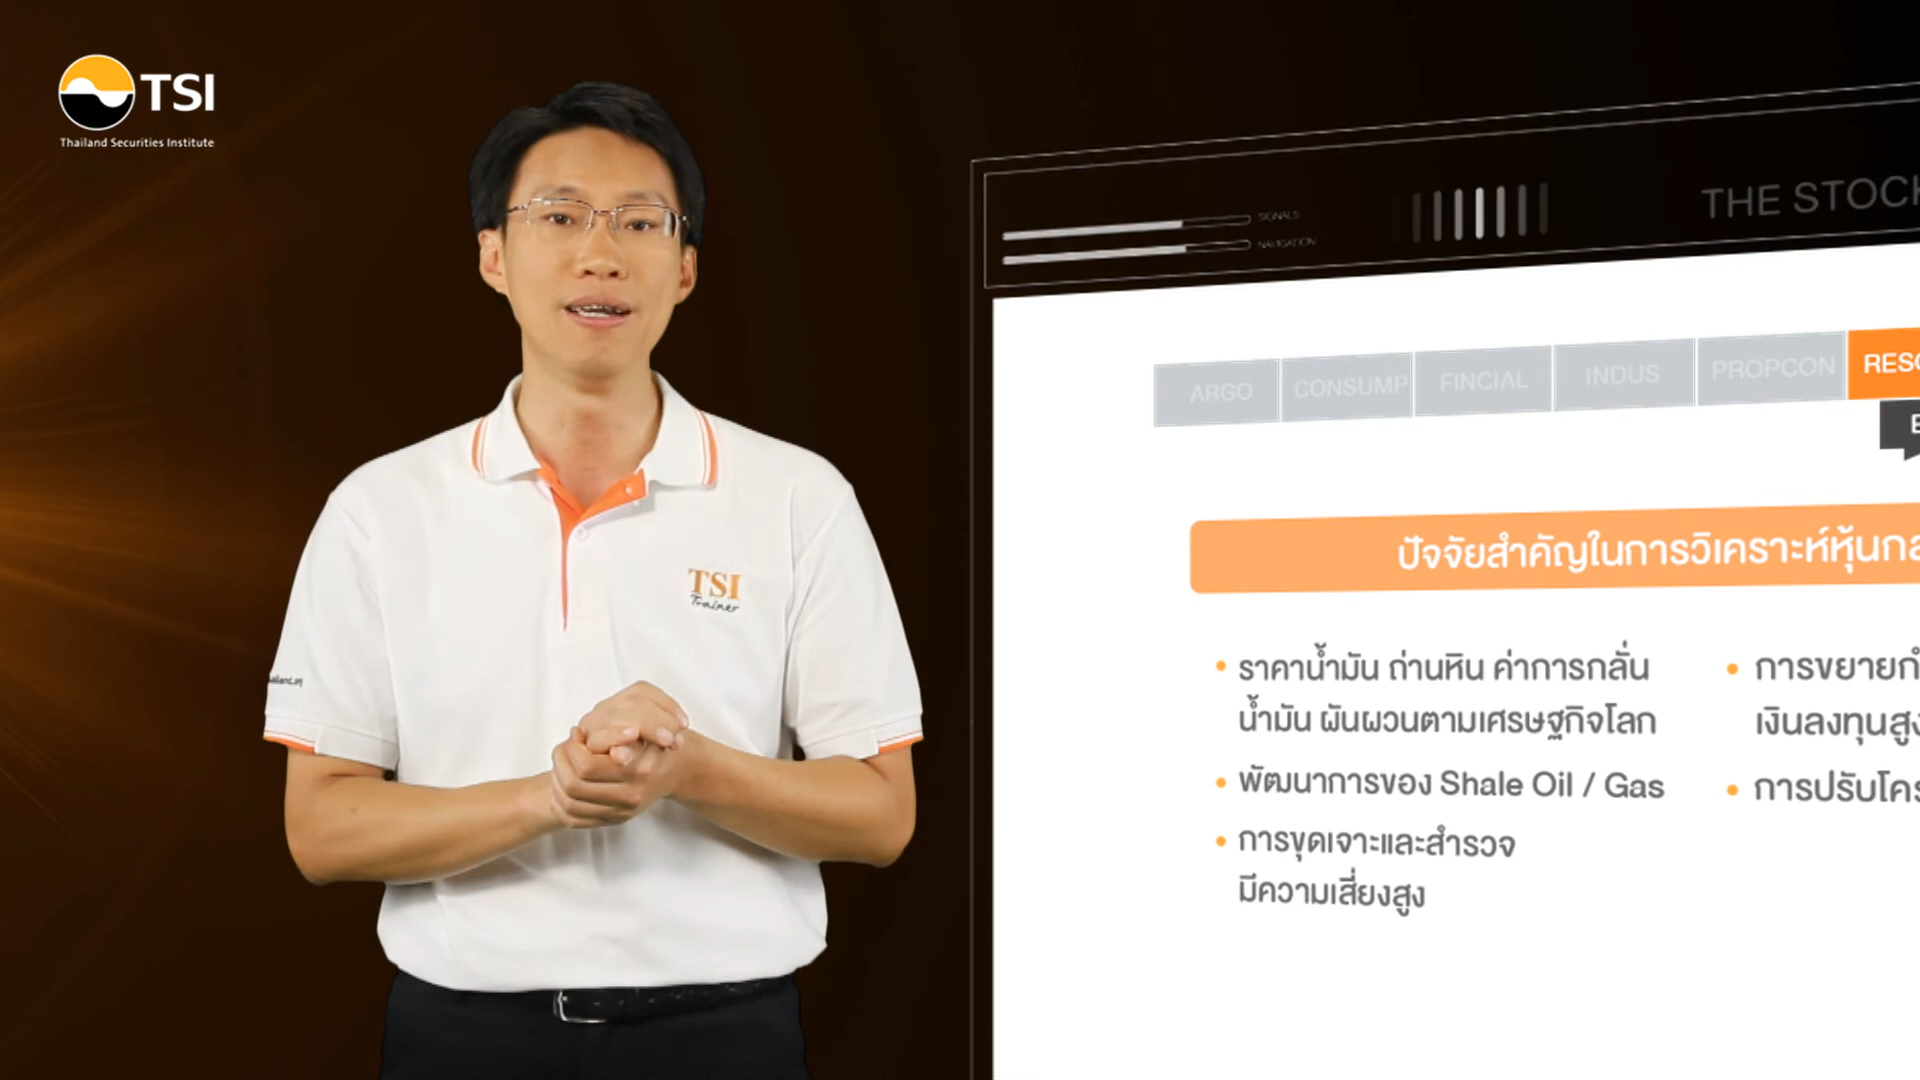 TSI
Thailand Securities Institute
SIGNALS
NAVIGATION
THE STOCK
ARGO
CONSUMP
FINCIAL
INDUS
PROPCON
RESO
E
ปัจจัยสำคัญในการวิเคราะห์หุ้นกล
• ราคาน้ำมัน ถ่านหิน ค่าการกลั่น
น้ำมัน ผันผวนตามเศรษฐกิจโลก
• พัฒนาการของ Shale Oil / Gas
• การขุดเจาะและสำรวจ
มีความเสี่ยงสูง
• การขยายกำ
เงินลงทุนสูง
• การปรับโคร
TSI
Trainer